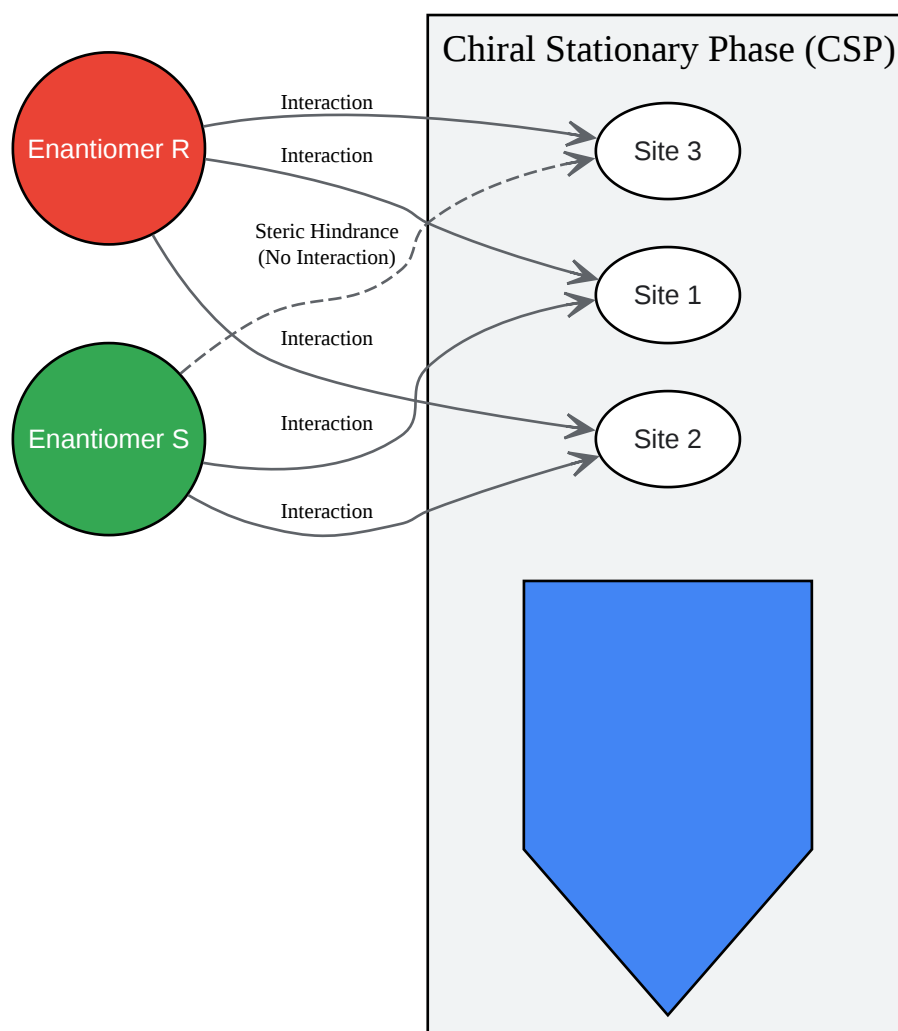 Chiral Stationary Phase (CSP)
Interaction
Enantiomer R
Site 3
Interaction
Steric Hindrance
(No Interaction)
Site 1
Interaction
Enantiomer S
Interaction
Site 2
Interaction